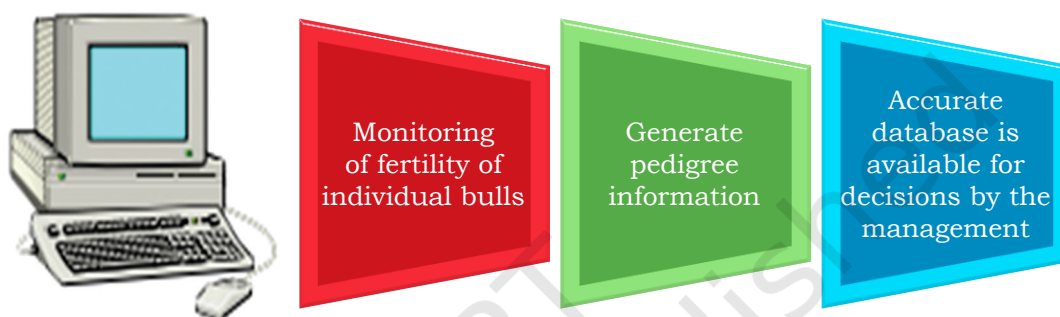 Monitoring
of fertility of
individual bulls
Generate
pedigree
information
Accurate
database is
available for
decisions by the
management